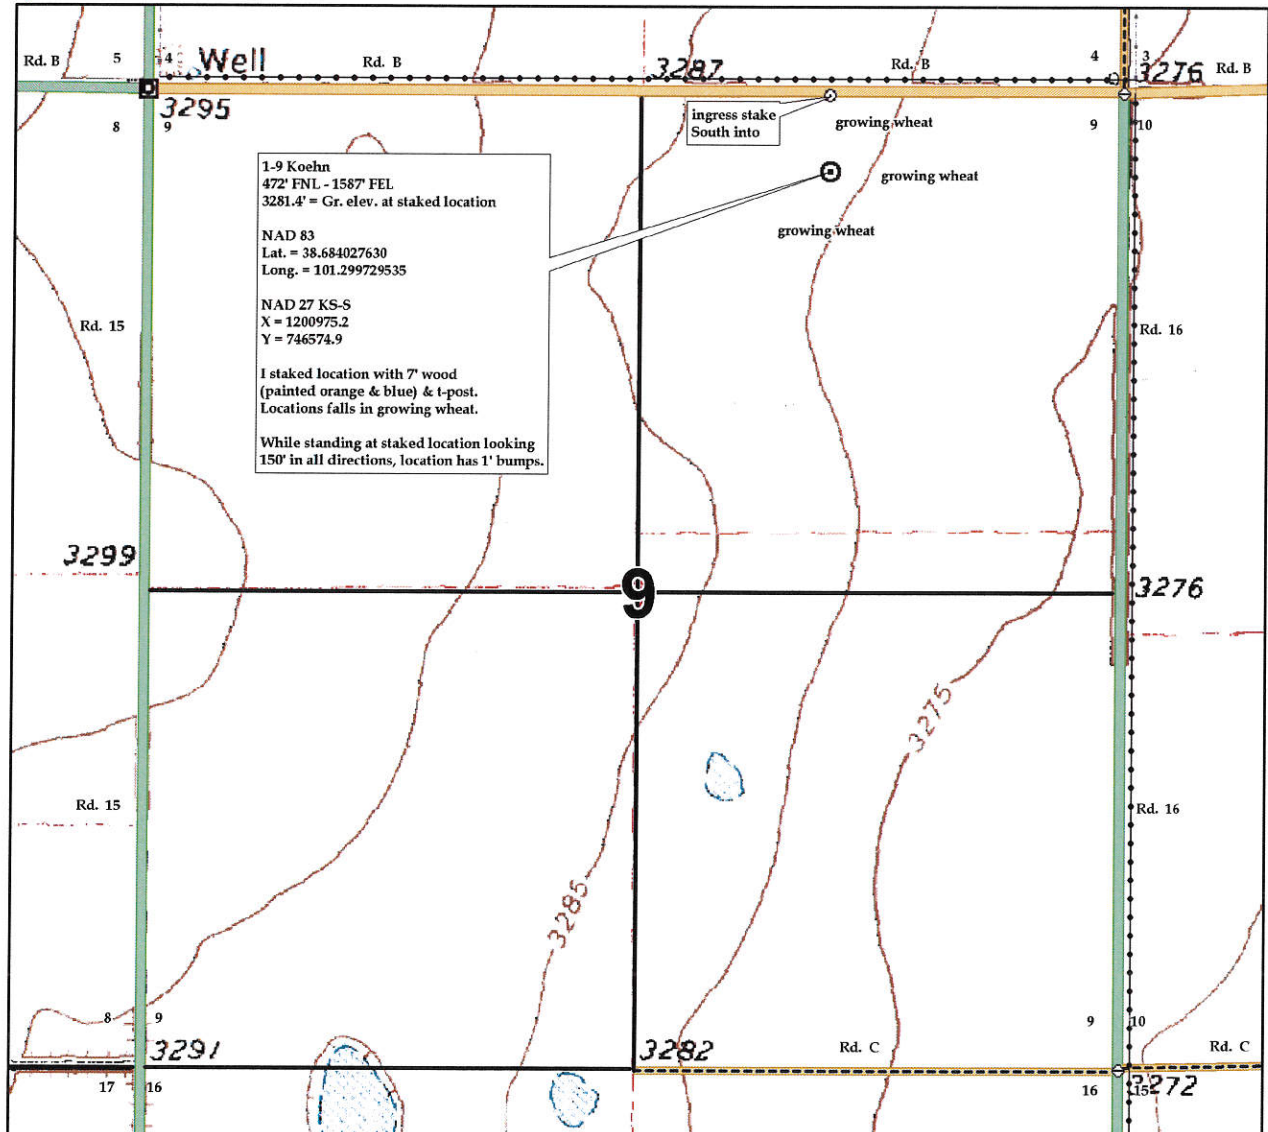 Rd. B
5
4
Well
Rd. B
3287
Rd. B
4
3
3276
Rd. B
3295
8
9
ingress stake
South into
growing wheat
9
10
1-9 Koehn
472' FNL - 1587' FEL
3281.4' = Gr. elev. at staked location
NAD 83
Lat. = 38.684027630
Long. = 101.299729535
NAD 27 KS-S
X = 1200975.2
Y = 746574.9
I staked location with 7' wood
(painted orange & blue) & t-post.
Locations falls in growing wheat.
While standing at staked location looking
150' in all directions, location has 1' bumps.
growing wheat
growing wheat
Rd. 15
Rd. 16
3299
9
3276
3275
Rd. 15
Rd. 16
3285
8
9
9
10
3291
3282
Rd. C
Rd. C
17
16
16
15
3272